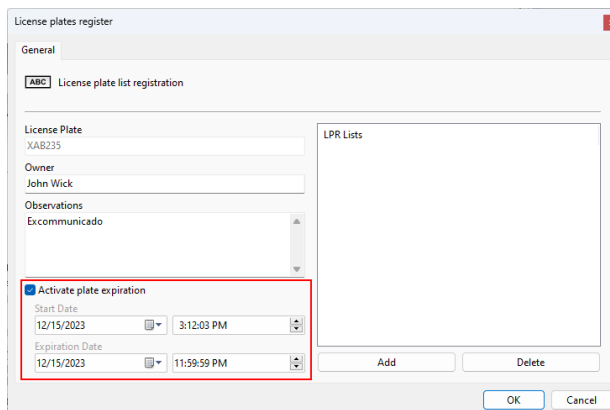 License plates register
General
ABC License plate list registration
License Plate
XAB235
Owner
John Wick
Observations
Excommunicado
Activate plate expiration
Start Date
12/15/2023 3:12:03 PM
Expiration Date
12/15/2023 11:59:59 PM
LPR Lists
Add Delete
OK Cancel